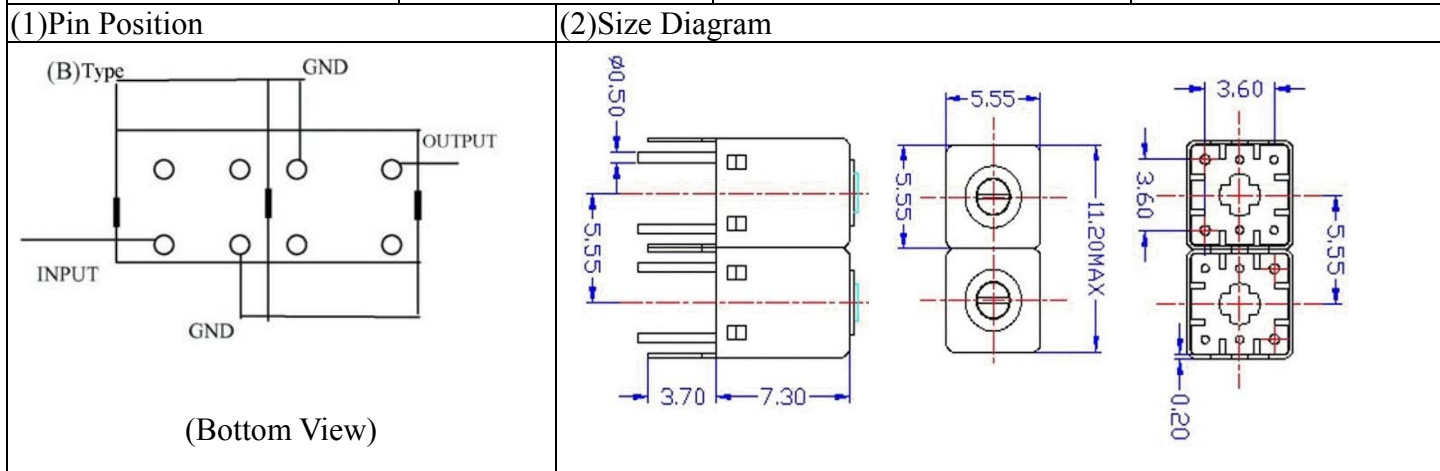 (1)Pin Position
(2)Size Diagram
(B)Type
GND
OUTPUT
INPUT
GND
(Bottom View)
ø0.50
5.55
3.70
7.30
5.55
5.55
11.20MAX
3.60
3.60
5.55
0.20